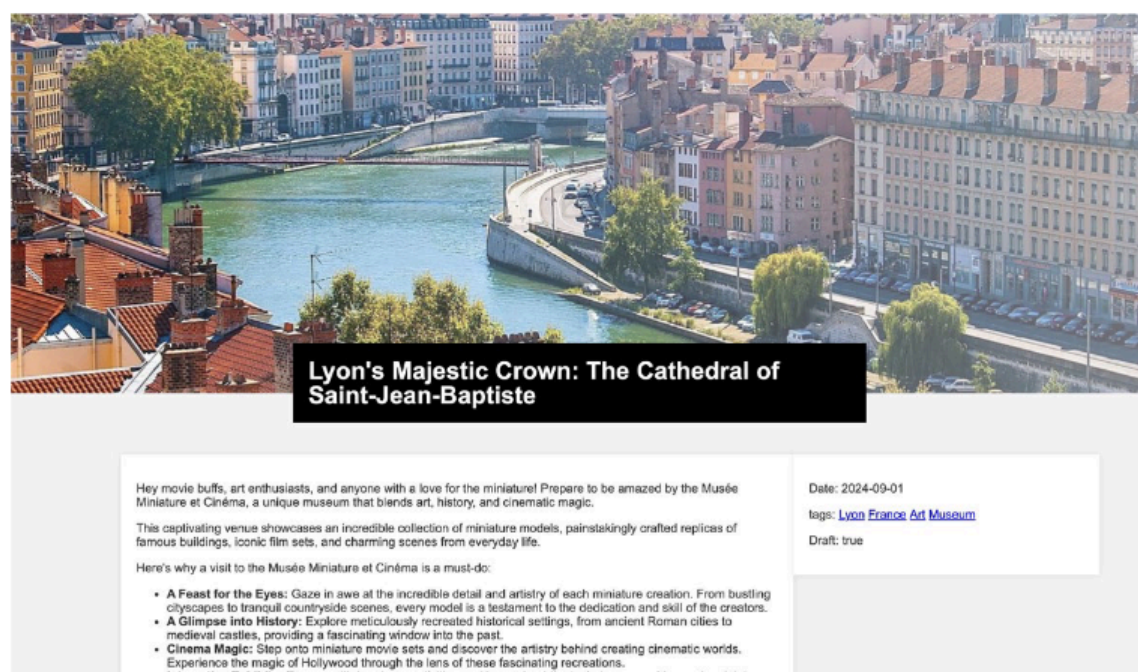 Lyon's Majestic Crown: The Cathedral of
Saint-Jean-Baptiste
Hey movie buffs, art enthusiasts, and anyone with a love for the miniature! Prepare to be amazed by the Musée
Miniature et Cinéma, a unique museum that blends art, history, and cinematic magic.
This captivating venue showcases an incredible collection of miniature models, painstakingly crafted replicas of
famous buildings, iconic film sets, and charming scenes from everyday life.
Here's why a visit to the Musée Miniature et Cinéma is a must-do:
• A Feast for the Eyes: Gaze in awe at the incredible detail and artistry of each miniature creation. From bustling
cityscapes to tranquil countryside scenes, every model is a testament to the dedication and skill of the creators.
• A Glimpse into History: Explore meticulously recreated historical settings, from ancient Roman cities to
medieval castles, providing a fascinating window into the past.
• Cinema Magic: Step onto miniature movie sets and discover the artistry behind creating cinematic worlds.
Experience the magic of Hollywood through the lens of these fascinating recreations.
Date: 2024-09-01
tags: Lyon France Art Museum
Draft: true